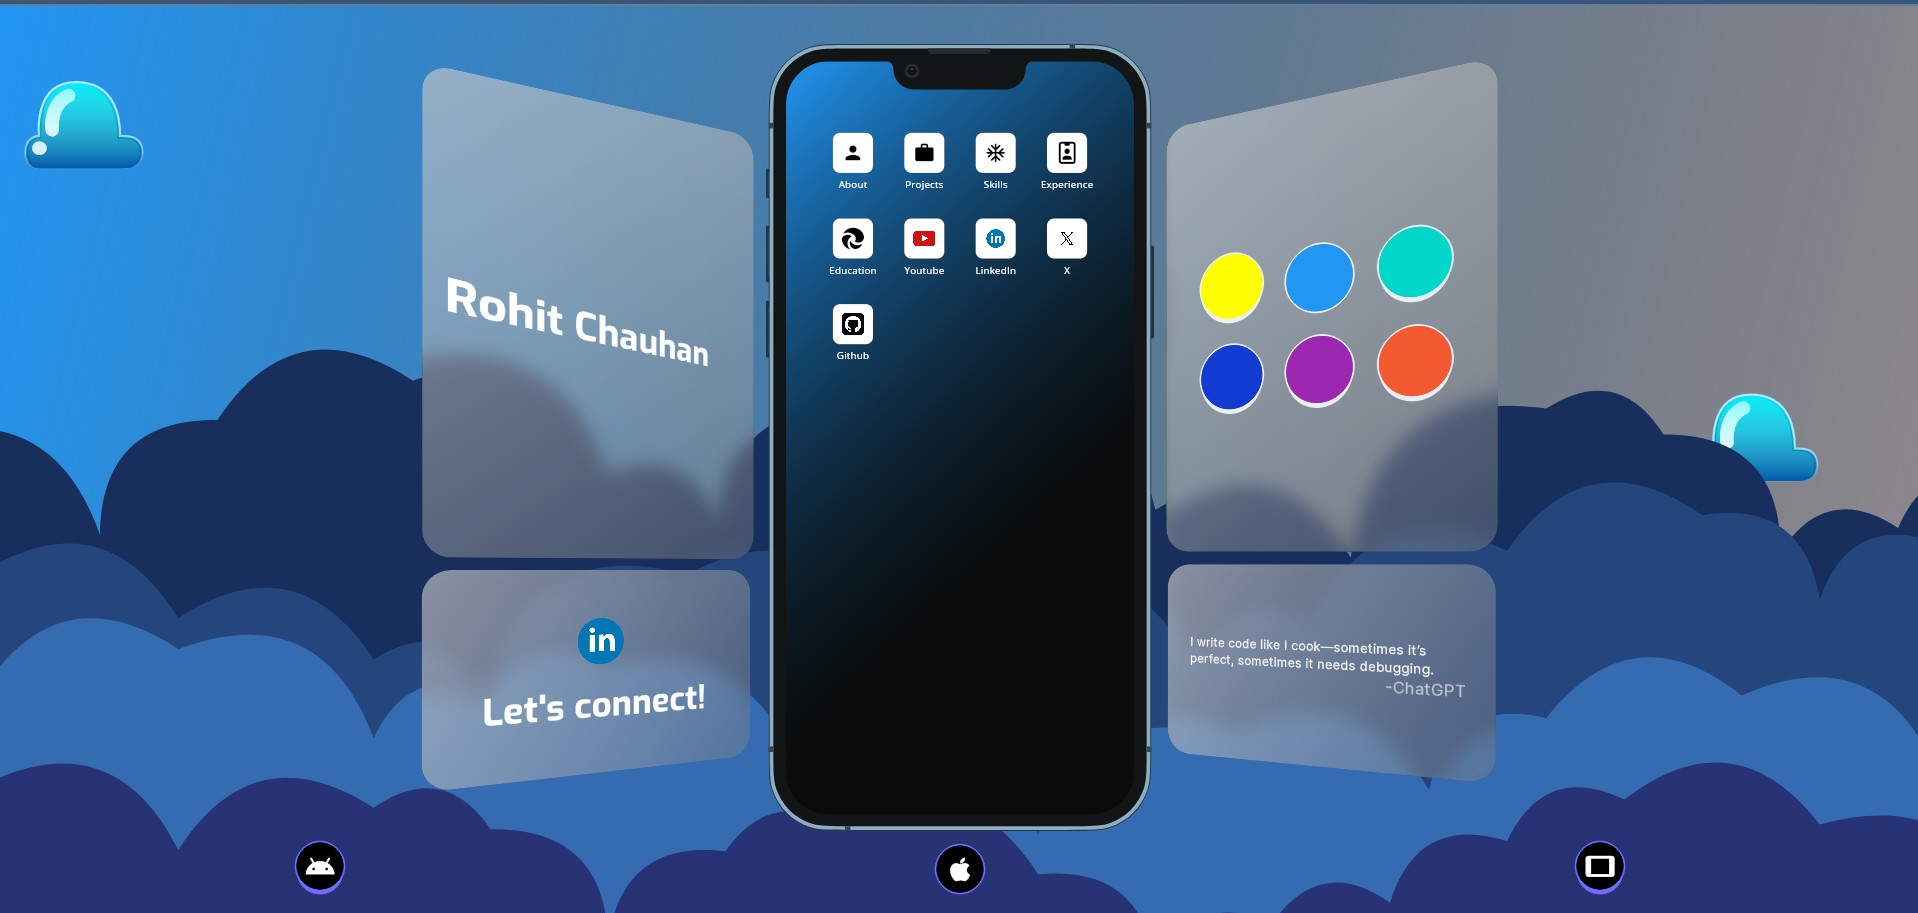 Rohit Chauhan
Let's connect!
About
Projects
Skills
Experience
Education
Youtube
LinkedIn
X
Github
I write code like I cook—sometimes it's
perfect, sometimes it needs debugging.
-ChatGPT